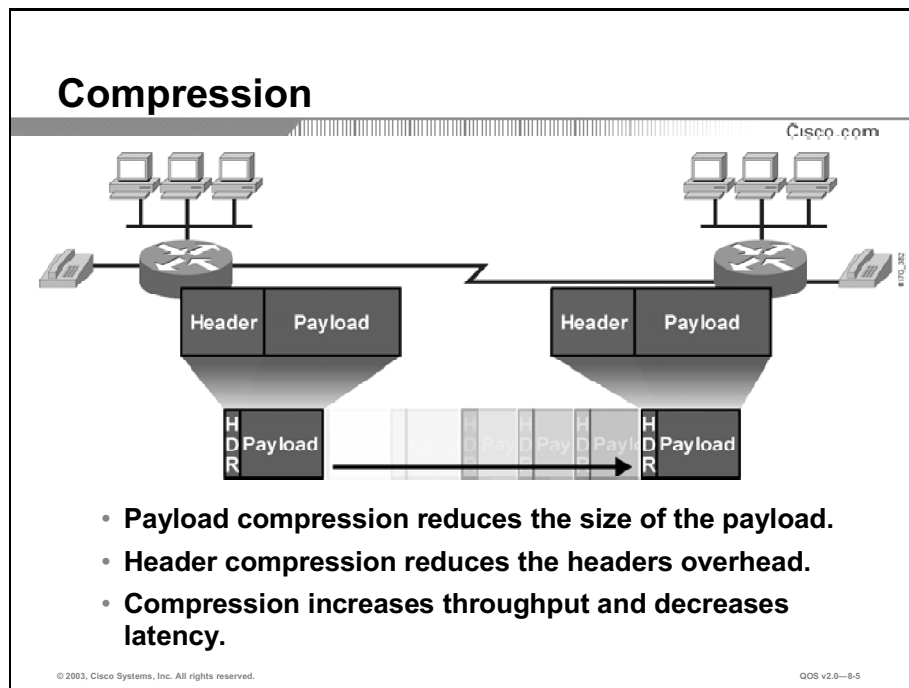 Compression
Cisco.com
Header Payload
Header Payload
HDR Payload
HDR Payload
• Payload compression reduces the size of the payload.
• Header compression reduces the headers overhead.
• Compression increases throughput and decreases
latency.
© 2003, Cisco Systems, Inc. All rights reserved.
QOS v2.0—8-5